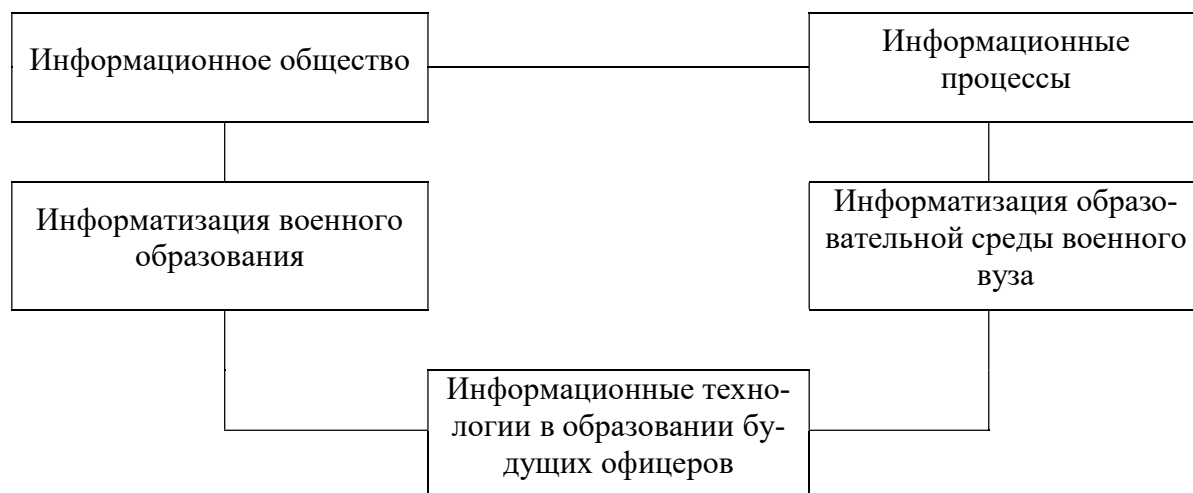 Информационное общество
Информационные
процессы
Информатизация военного
образования
Информатизация образо-
вательной среды военного
вуза
Информационные техно-
логии в образовании бу-
дущих офицеров